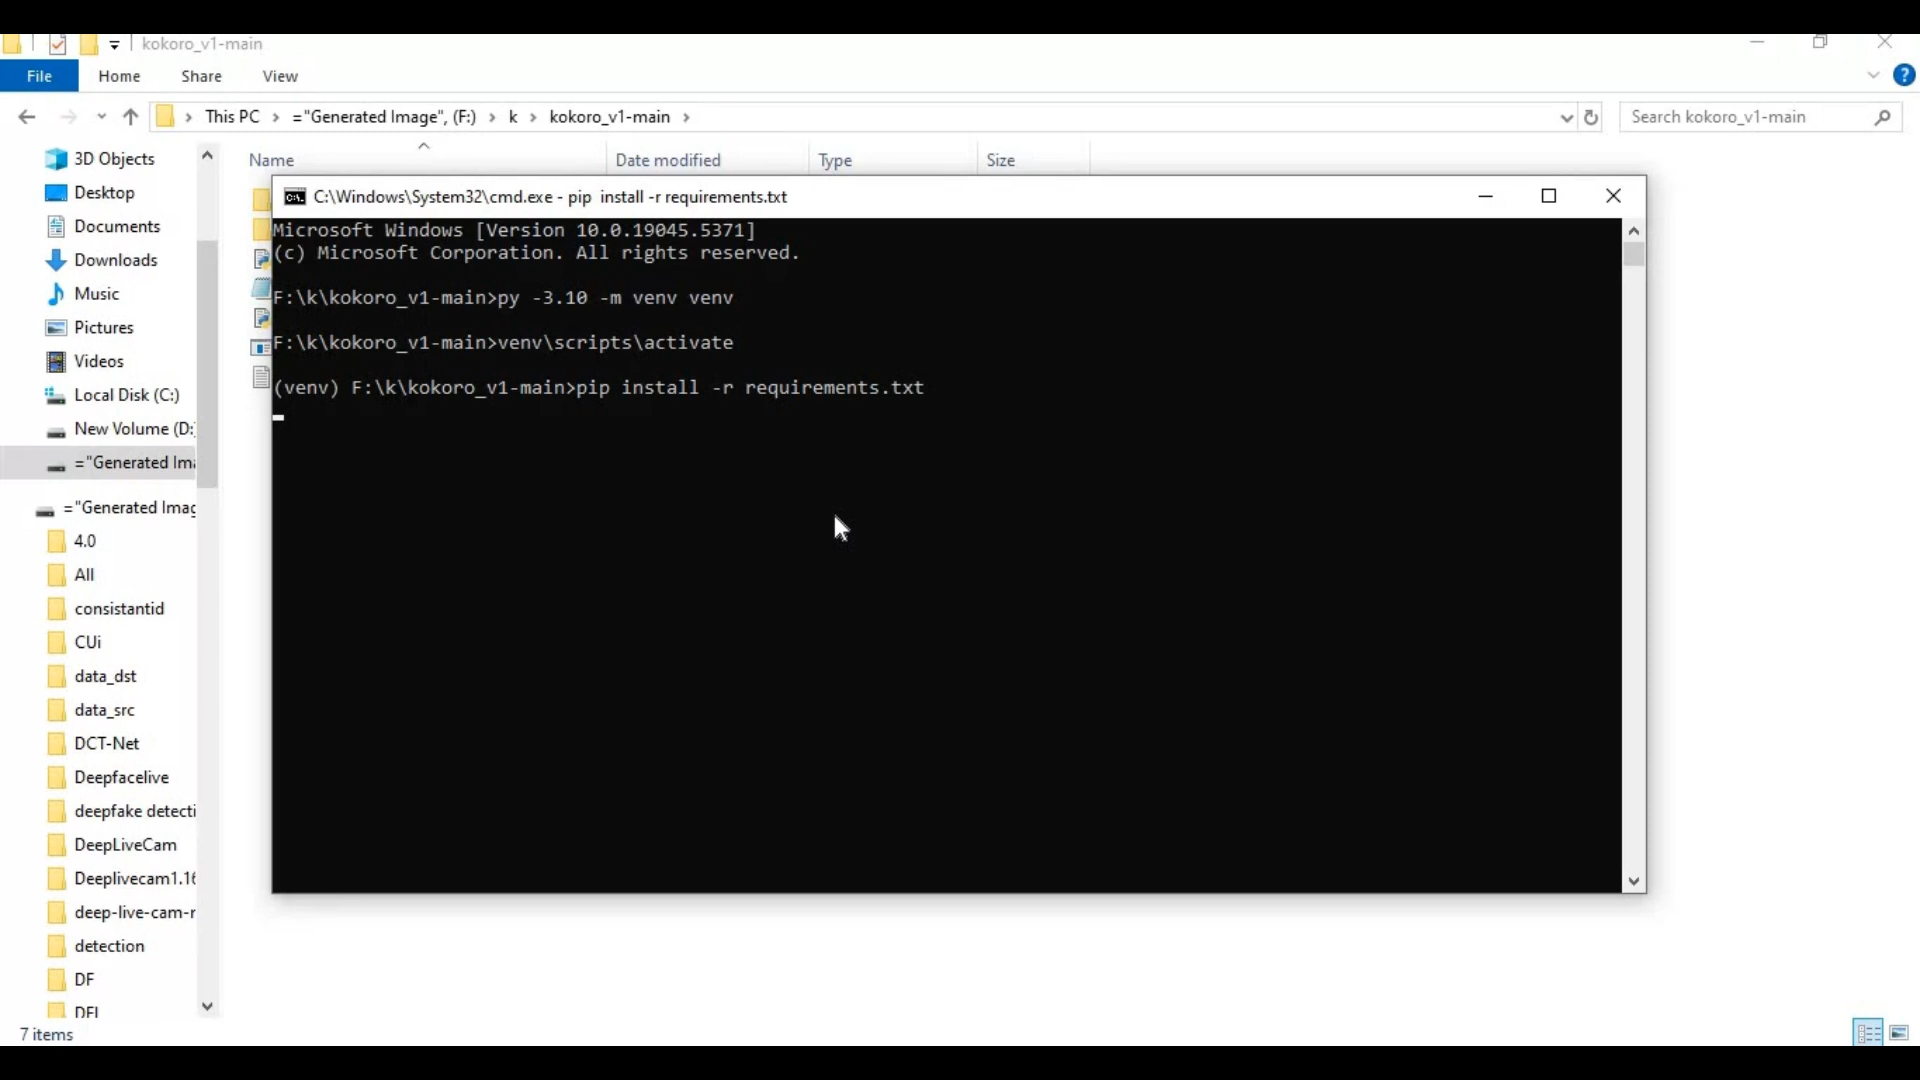 kokoro_v1-main
File Home Share View
This PC > ="Generated Image", (F:) > k > kokoro_v1-main >
Search kokoro_v1-main
Name Date modified Type Size
3D Objects
Desktop
Documents
Downloads
Music
Pictures
Videos
Local Disk (C:)
New Volume (D:
="Generated Ima
="Generated Imag
4.0
All
consistantid
CUi
data_dst
data_src
DCT-Net
Deepfacelive
deepfake detecti
DeepLiveCam
Deeplivecam1.16
deep-live-cam-r
detection
DF
DFL
7 items
C:\Windows\System32\cmd.exe - pip  install -r requirements.txt
Microsoft Windows [Version 10.0.19045.5371]
(c) Microsoft Corporation. All rights reserved.
F:\k\kokoro_v1-main>py -3.10 -m venv venv
F:\k\kokoro_v1-main>venv\scripts\activate
(venv) F:\k\kokoro_v1-main>pip install -r requirements.txt